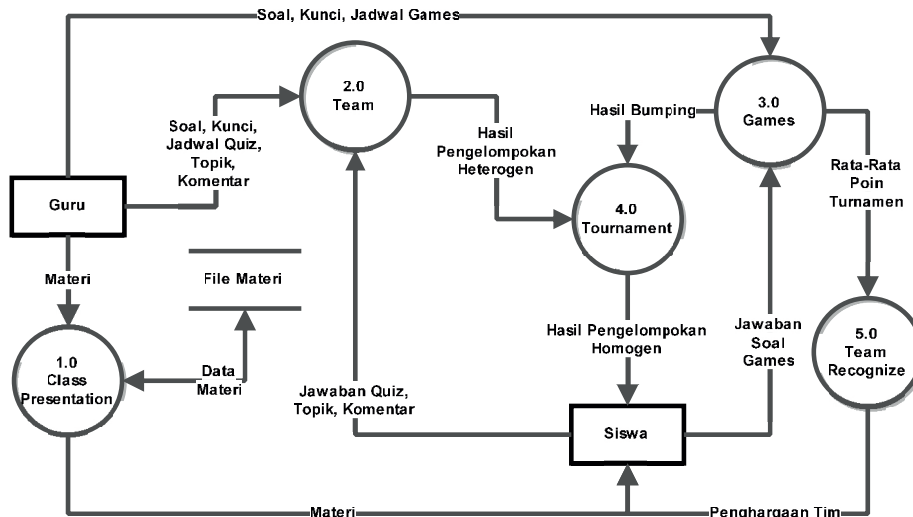 Soal, Kunci, Jadwal Games
2.0
Team
3.0
Games
Hasil Bumping
Soal, Kunci,
Jadwal Quiz,
Topik,
Komentar
Hasil
Pengelompokan
Heterogen
Rata-Rata
Poin
Turnamen
Guru
4.0
Tournament
Materi
File Materi
Hasil Pengelompokan
Homogen
Jawaban
Soal
Games
5.0
Team
Recognize
1.0
Class
Presentation
Data
Materi
Jawaban Quiz,
Topik, Komentar
Siswa
Materi
Penghargaan Tim